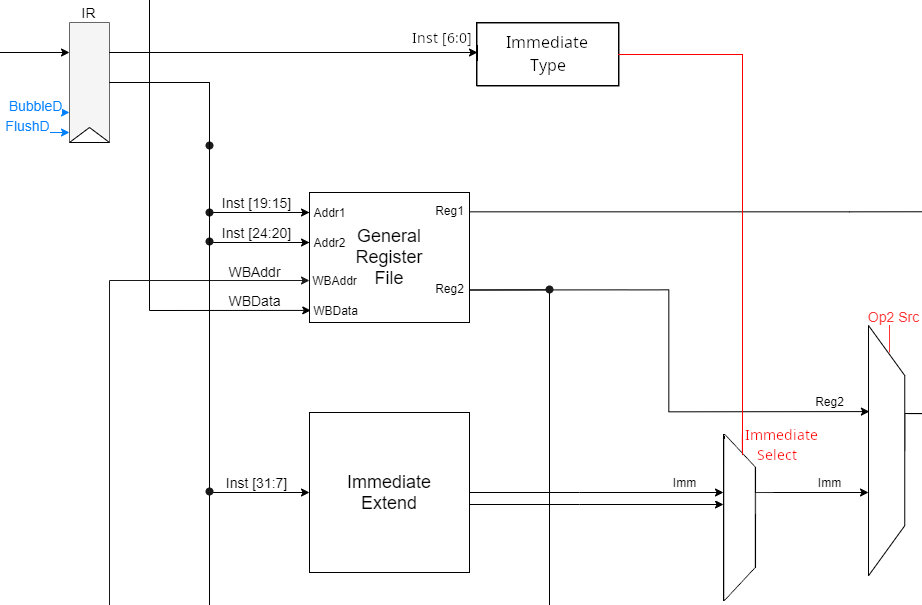 IR
Inst [6:0]
Immediate
Type
BubbleD
FlushD
Inst [19:15]
Addr1
Reg1
Inst [24:20]
Addr2
General
Register
File
WBAddr
WBAddr
Reg2
WBData
WBData
Op2 Src
Reg2
Immediate
Select
Inst [31:7]
Immediate
Extend
Imm
Imm